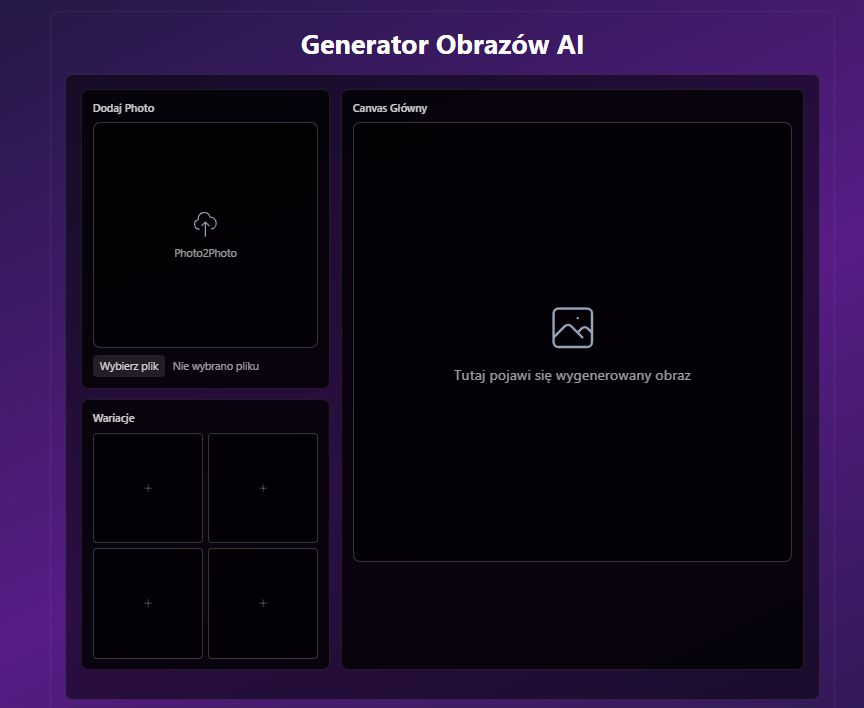 Generator Obrazów AI
Dodaj Photo
Photo2Photo
Wybierz plik Nie wybrano pliku
Wariacje
+ +
+ +
Canvas Główny
Tutaj pojawi się wygenerowany obraz